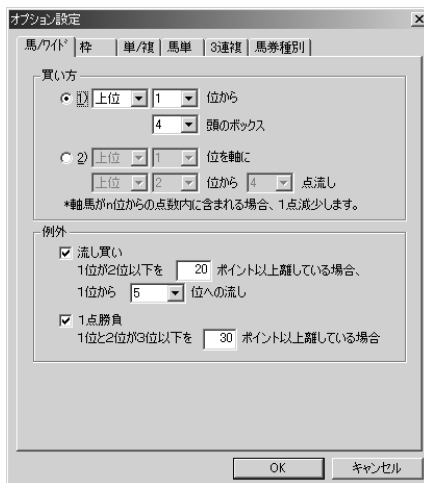 オプション設定
馬/ワイド 枠 単/複 馬単 3連複 馬券種別
買い方
1) 上位 1 位から
4 頭のボックス
2) 上位 1 位を軸に
上位 2 位から 4 点流し
*軸馬がn位からの点数内に含まれる場合、1点減少します。
例外
流し買い
1位が2位以下を 20 ポイント以上離している場合、
1位から 5 位への流し
1点勝負
1位と2位が3位以下を 30 ポイント以上離している場合
OK キャンセル